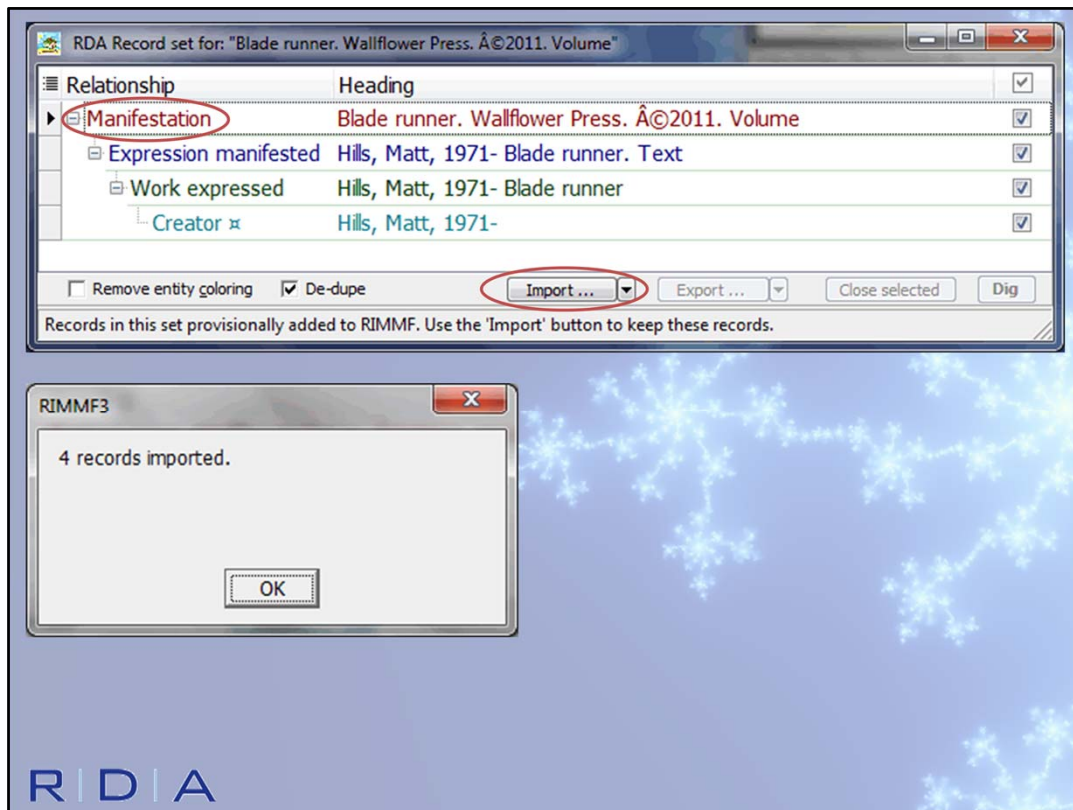 RDA Record set for: "Blade runner. Wallflower Press. Â©2011. Volume"
Relationship Heading
Manifestation Blade runner. Wallflower Press. Â©2011. Volume
Expression manifested Hills, Matt, 1971- Blade runner. Text
Work expressed Hills, Matt, 1971- Blade runner
Creator ¤ Hills, Matt, 1971-
Remove entity coloring De-dupe Import ... Export ... Close selected Dig
Records in this set provisionally added to RIMMF. Use the 'Import' button to keep these records.
RIMMF3
4 records imported.
OK
R|D|A